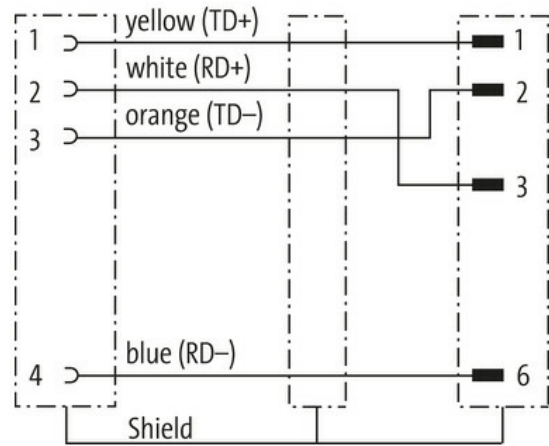 yellow (TD+)
1 1
white (RD+)
2 2
orange (TD–)
3
3
blue (RD–)
4 6
Shield